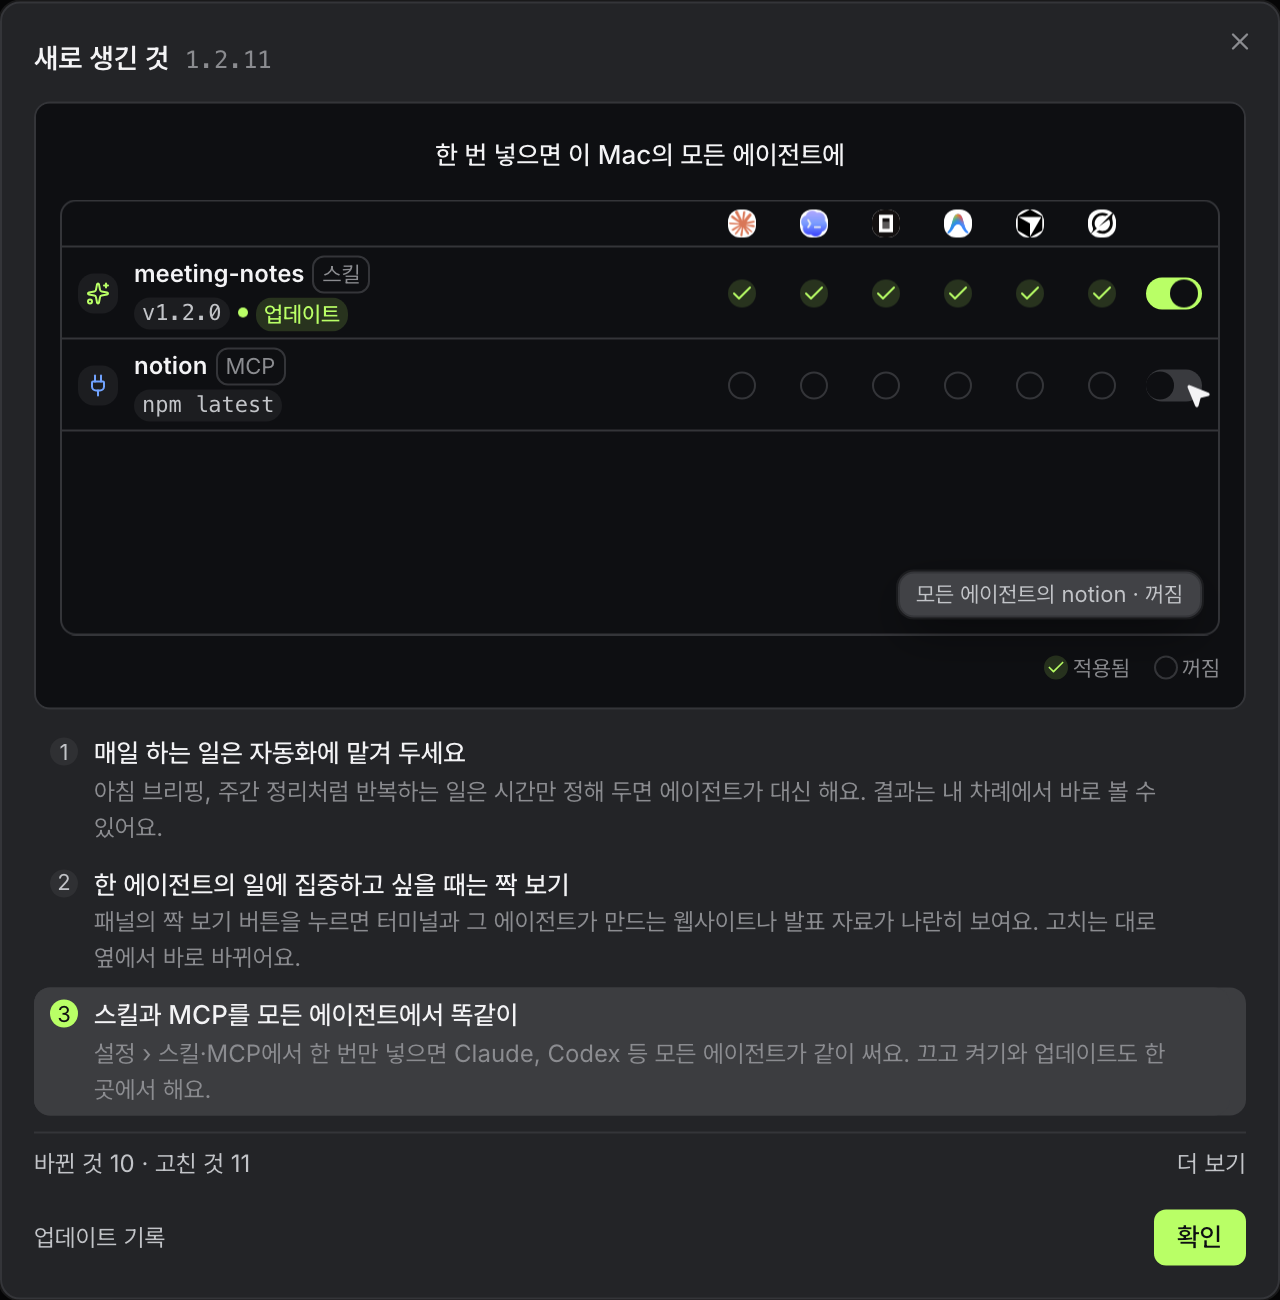 새로 생긴 것 1.2.11
한 번 넣으면 이 Mac의 모든 에이전트에
meeting-notes 스킬
v1.2.0 • 업데이트
notion MCP
npm latest
모든 에이전트의 notion · 꺼짐
적용됨 꺼짐
1 매일 하는 일은 자동화에 맡겨 두세요
아침 브리핑, 주간 정리처럼 반복하는 일은 시간만 정해 두면 에이전트가 대신 해요. 결과는 내 차례에서 바로 볼 수
있어요.
2 한 에이전트의 일에 집중하고 싶을 때는 짝 보기
패널의 짝 보기 버튼을 누르면 터미널과 그 에이전트가 만드는 웹사이트나 발표 자료가 나란히 보여요. 고치는 대로
옆에서 바로 바뀌어요.
3 스킬과 MCP를 모든 에이전트에서 똑같이
설정 › 스킬·MCP에서 한 번만 넣으면 Claude, Codex 등 모든 에이전트가 같이 써요. 끄고 켜기와 업데이트도 한
곳에서 해요.
바뀐 것 10 · 고친 것 11 더 보기
업데이트 기록 확인